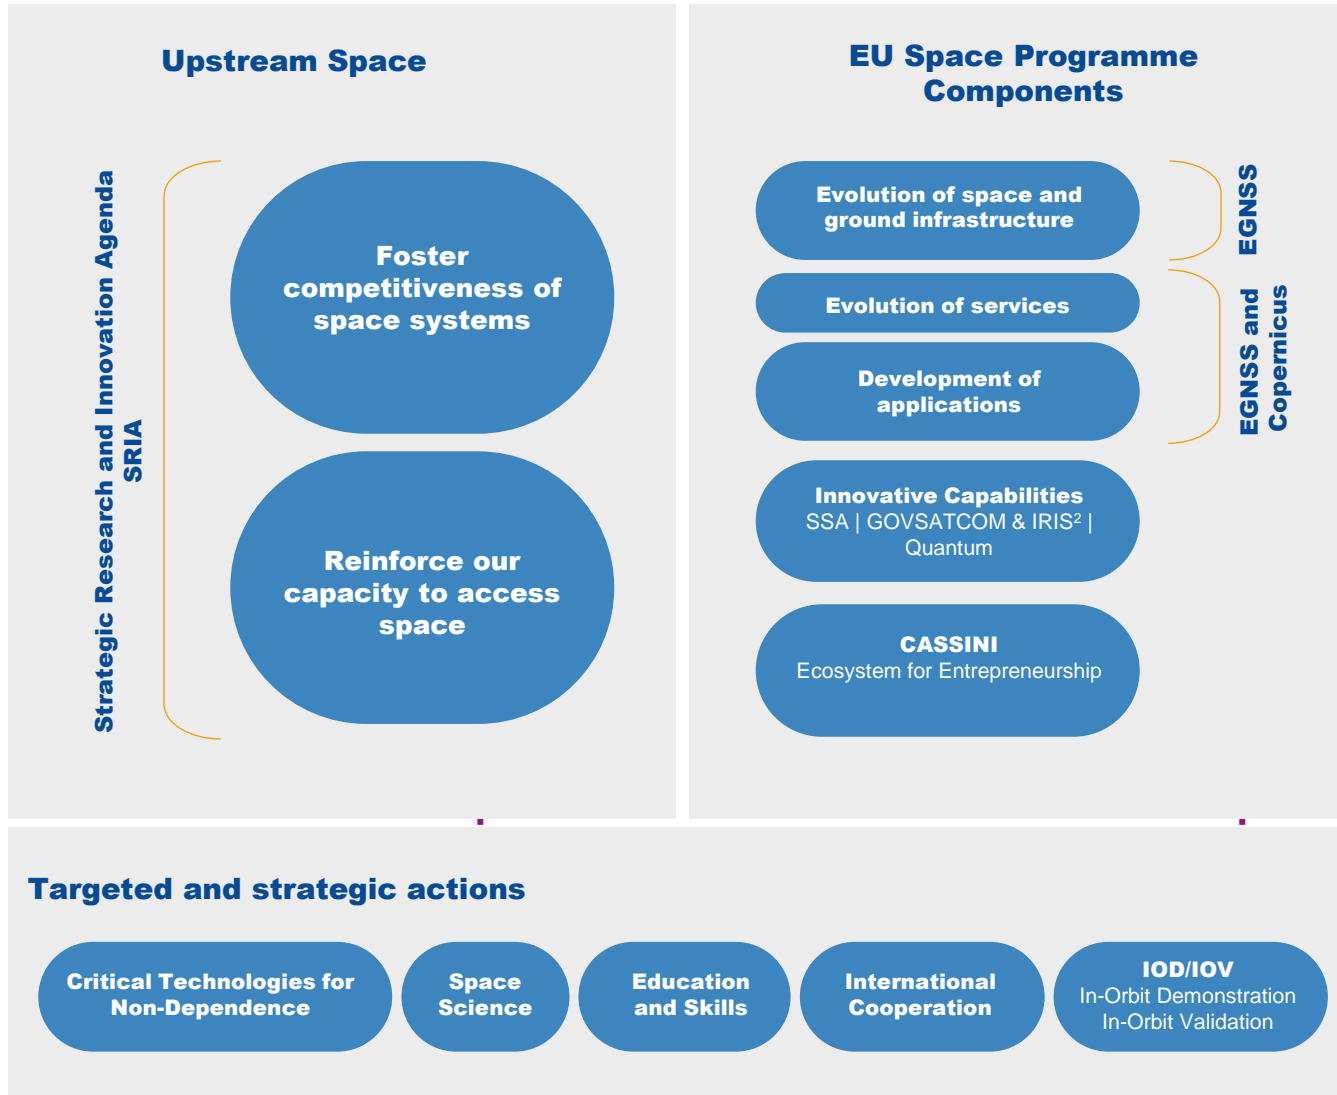 Upstream Space
Strategic Research and Innovation Agenda
SRIA
Foster
competitiveness of
space systems
Reinforce our
capacity to access
space
EU Space Programme
Components
Evolution of space and
ground infrastructure
EGNSS
Evolution of services
Development of
applications
EGNSS and
Copernicus
Innovative Capabilities
SSA | GOVSATCOM & IRIS² |
Quantum
CASSINI
Ecosystem for Entrepreneurship
Targeted and strategic actions
Critical Technologies for
Non-Dependence
Space
Science
Education
and Skills
International
Cooperation
IOD/IOV
In-Orbit Demonstration
In-Orbit Validation